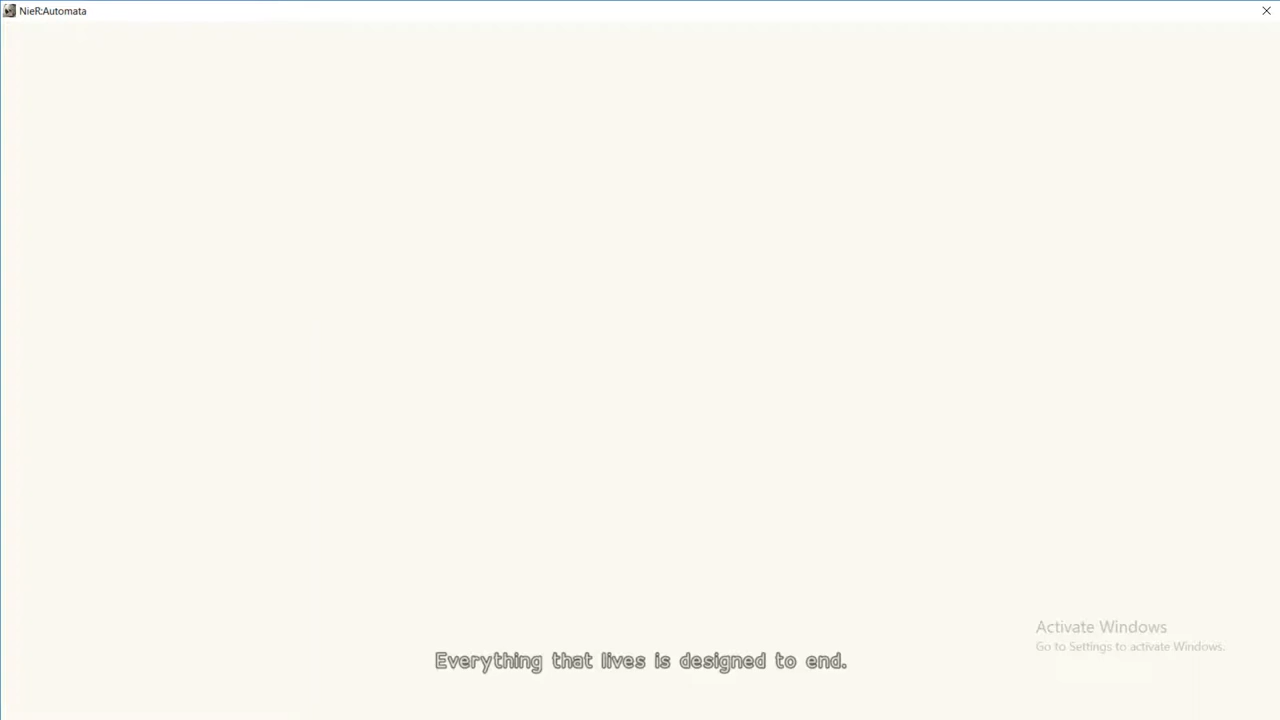 NieR:Automata
Activate Windows
Go to Settings to activate Windows.
Everything that lives is designed to end.